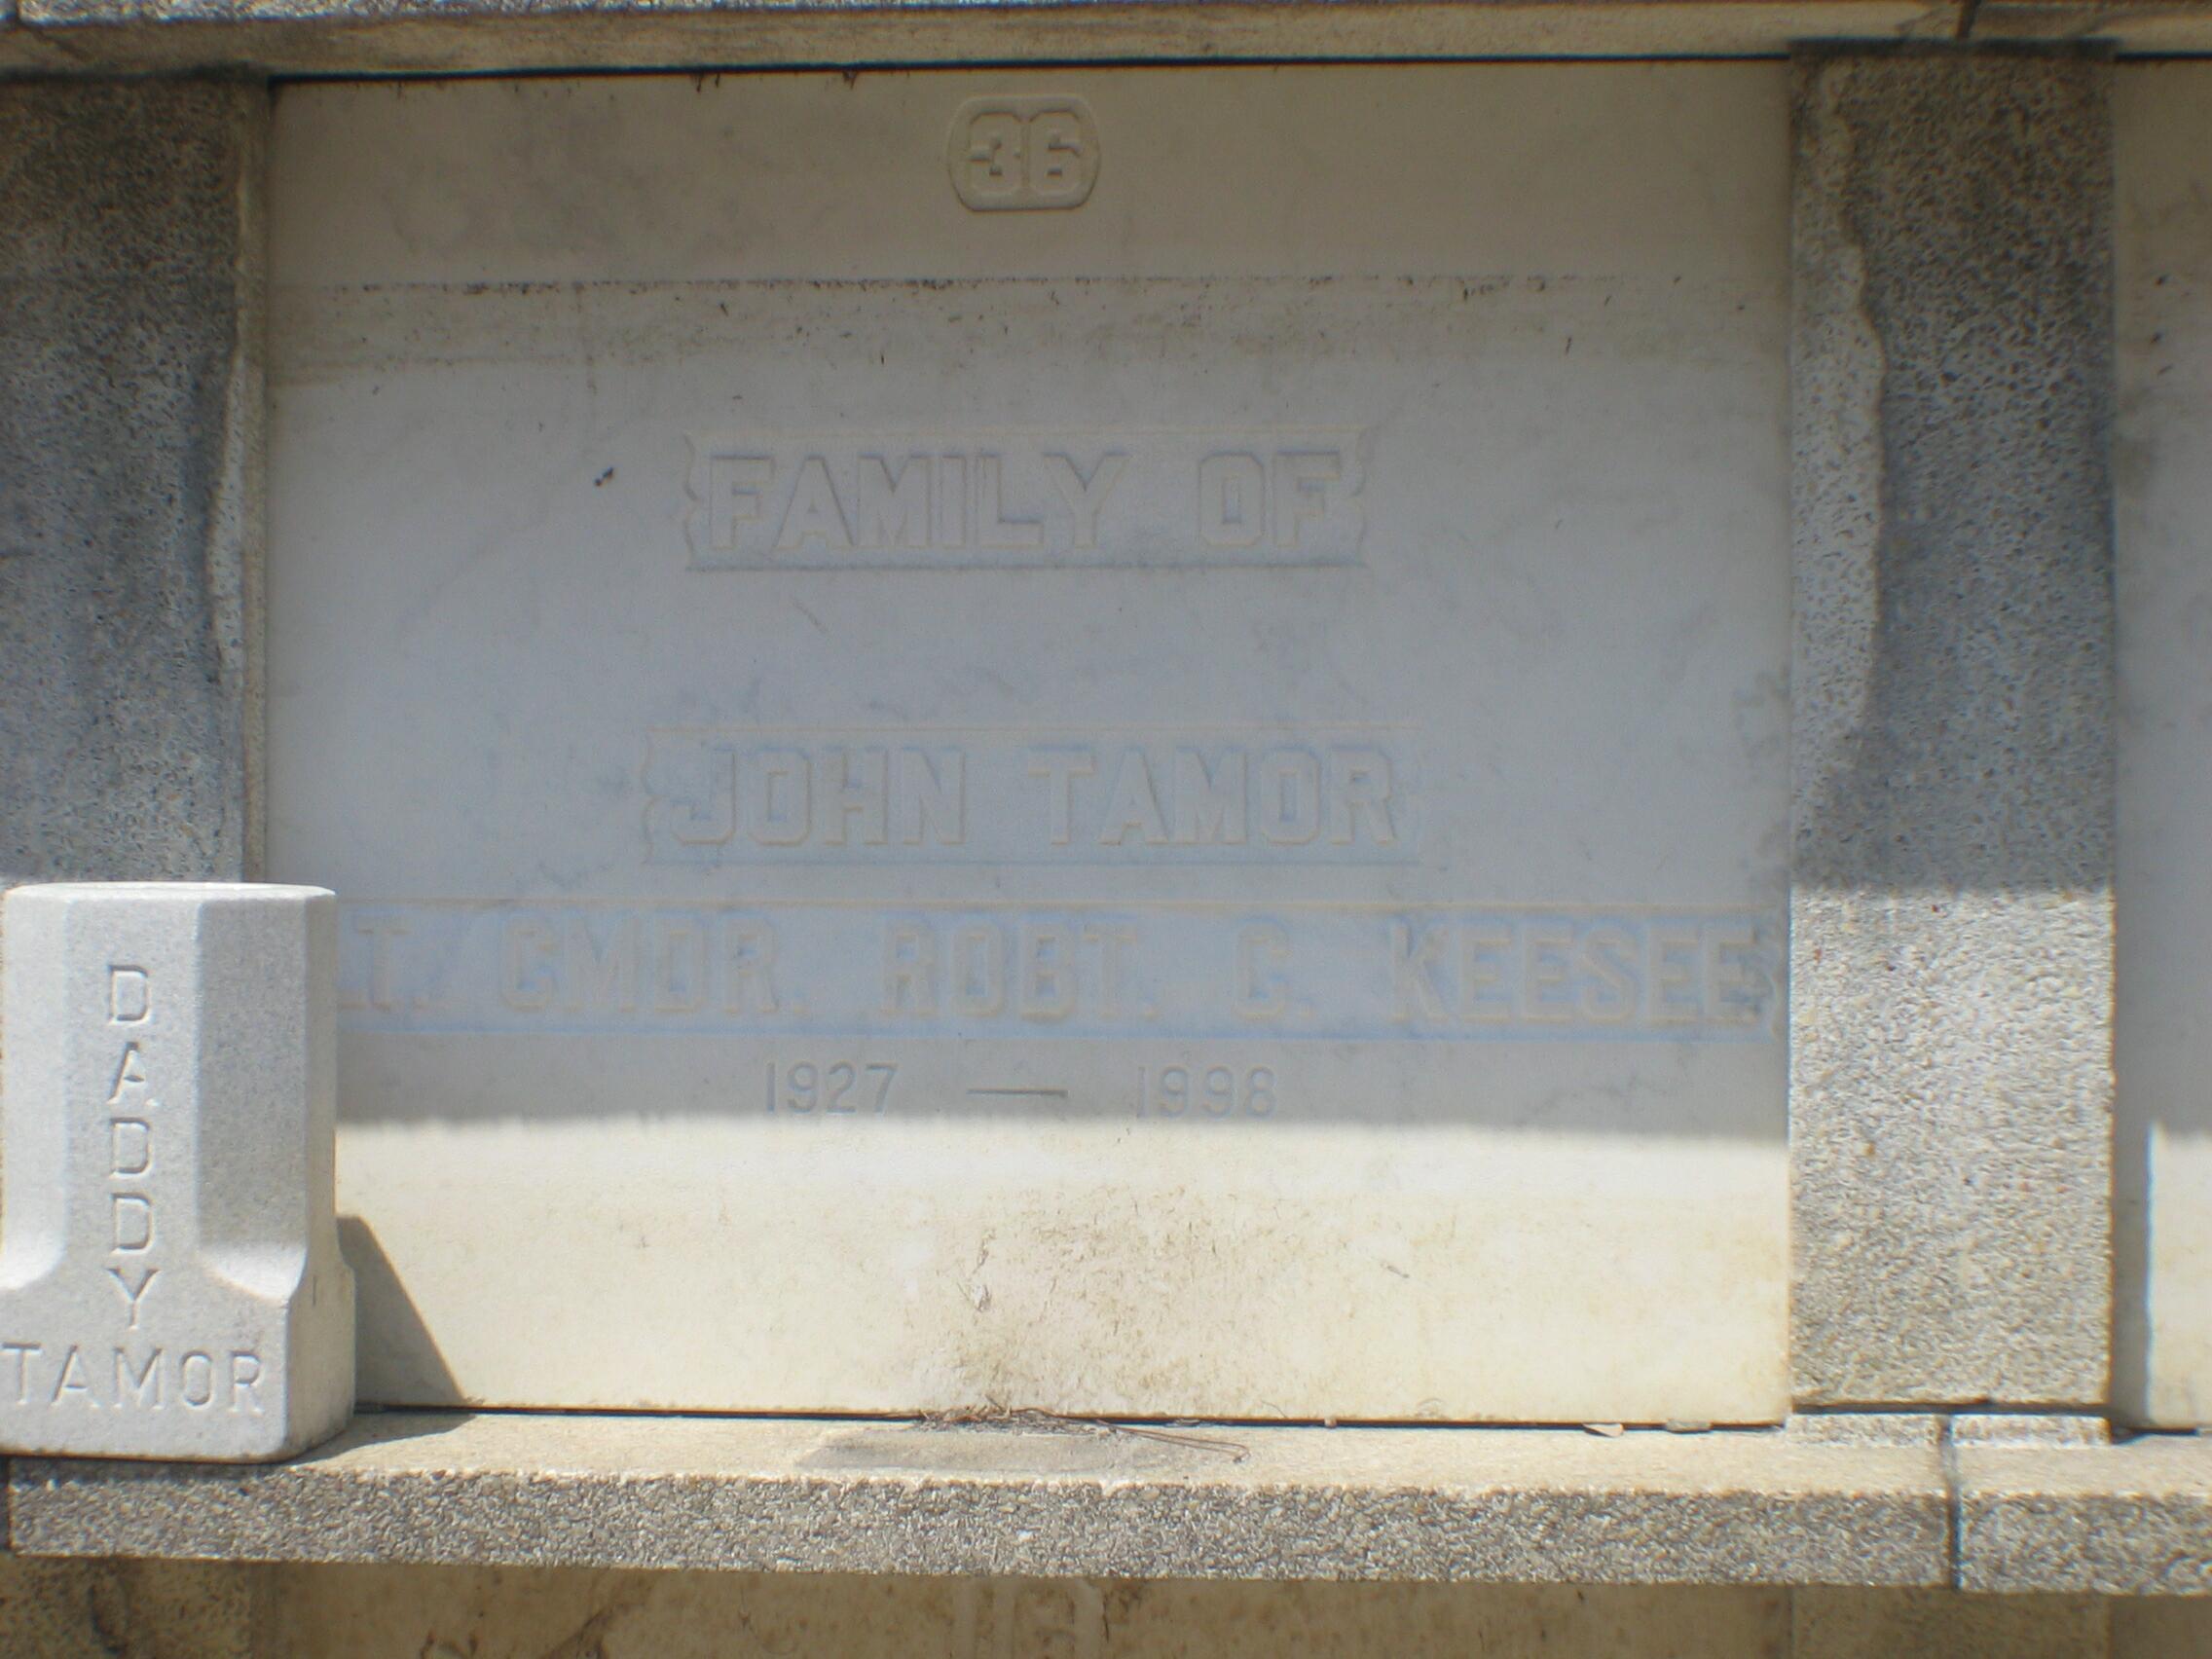 36
FAMILY OF
JOHN TAMOR
LT. CMDR. ROBT. C. KEESEE
1927 — 1998
DADDY
TAMOR